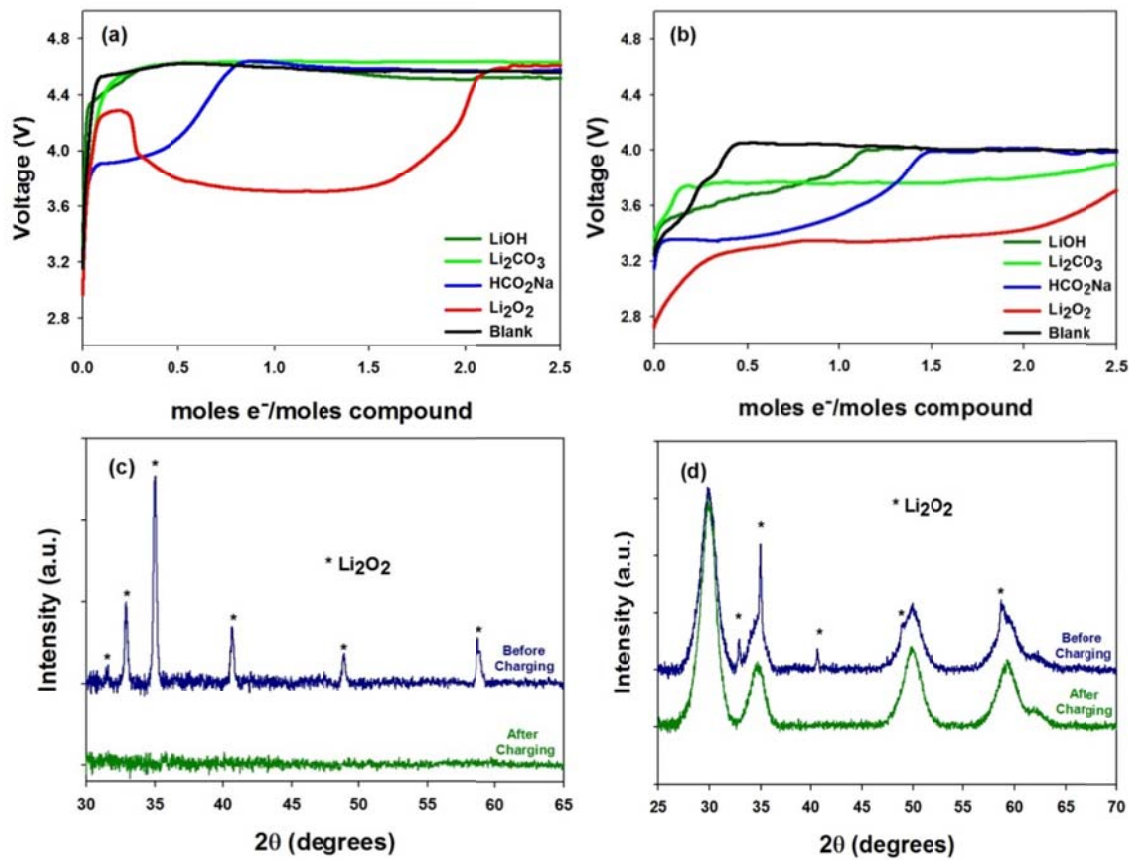 (a)
4.8
4.4
4.0
3.6
3.2
2.8
Voltage (V)
LiOH
Li₂CO₃
HCO₂Na
Li₂O₂
Blank
0.0 0.5 1.0 1.5 2.0 2.5
moles e⁻/moles compound
(b)
4.8
4.4
4.0
3.6
3.2
2.8
Voltage (V)
LiOH
Li₂CO₃
HCO₂Na
Li₂O₂
Blank
0.0 0.5 1.0 1.5 2.0 2.5
moles e⁻/moles compound
(c)
* Li₂O₂
* * * * * *
Intensity (a.u.)
Before
Charging
After
Charging
30 35 40 45 50 55 60 65
2θ (degrees)
(d)
* Li₂O₂
* * * * *
Intensity (a.u.)
Before
Charging
After
Charging
25 30 35 40 45 50 55 60 65 70
2θ (degrees)